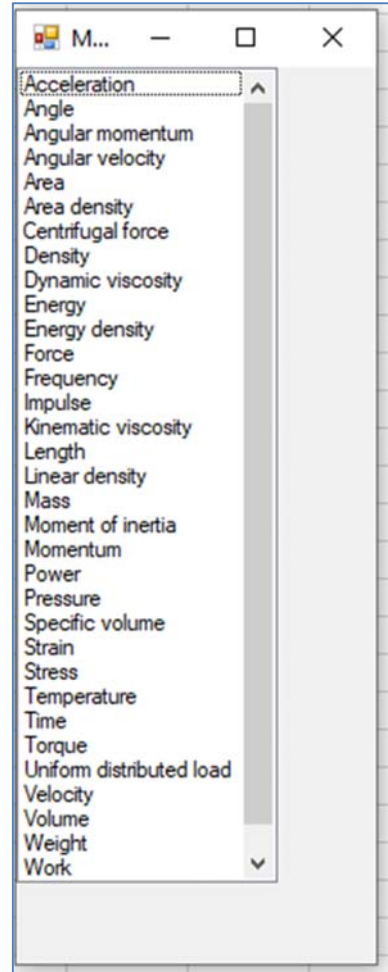 M...
Acceleration
Angle
Angular momentum
Angular velocity
Area
Area density
Centrifugal force
Density
Dynamic viscosity
Energy
Energy density
Force
Frequency
Impulse
Kinematic viscosity
Length
Linear density
Mass
Moment of inertia
Momentum
Power
Pressure
Specific volume
Strain
Stress
Temperature
Time
Torque
Uniform distributed load
Velocity
Volume
Weight
Work